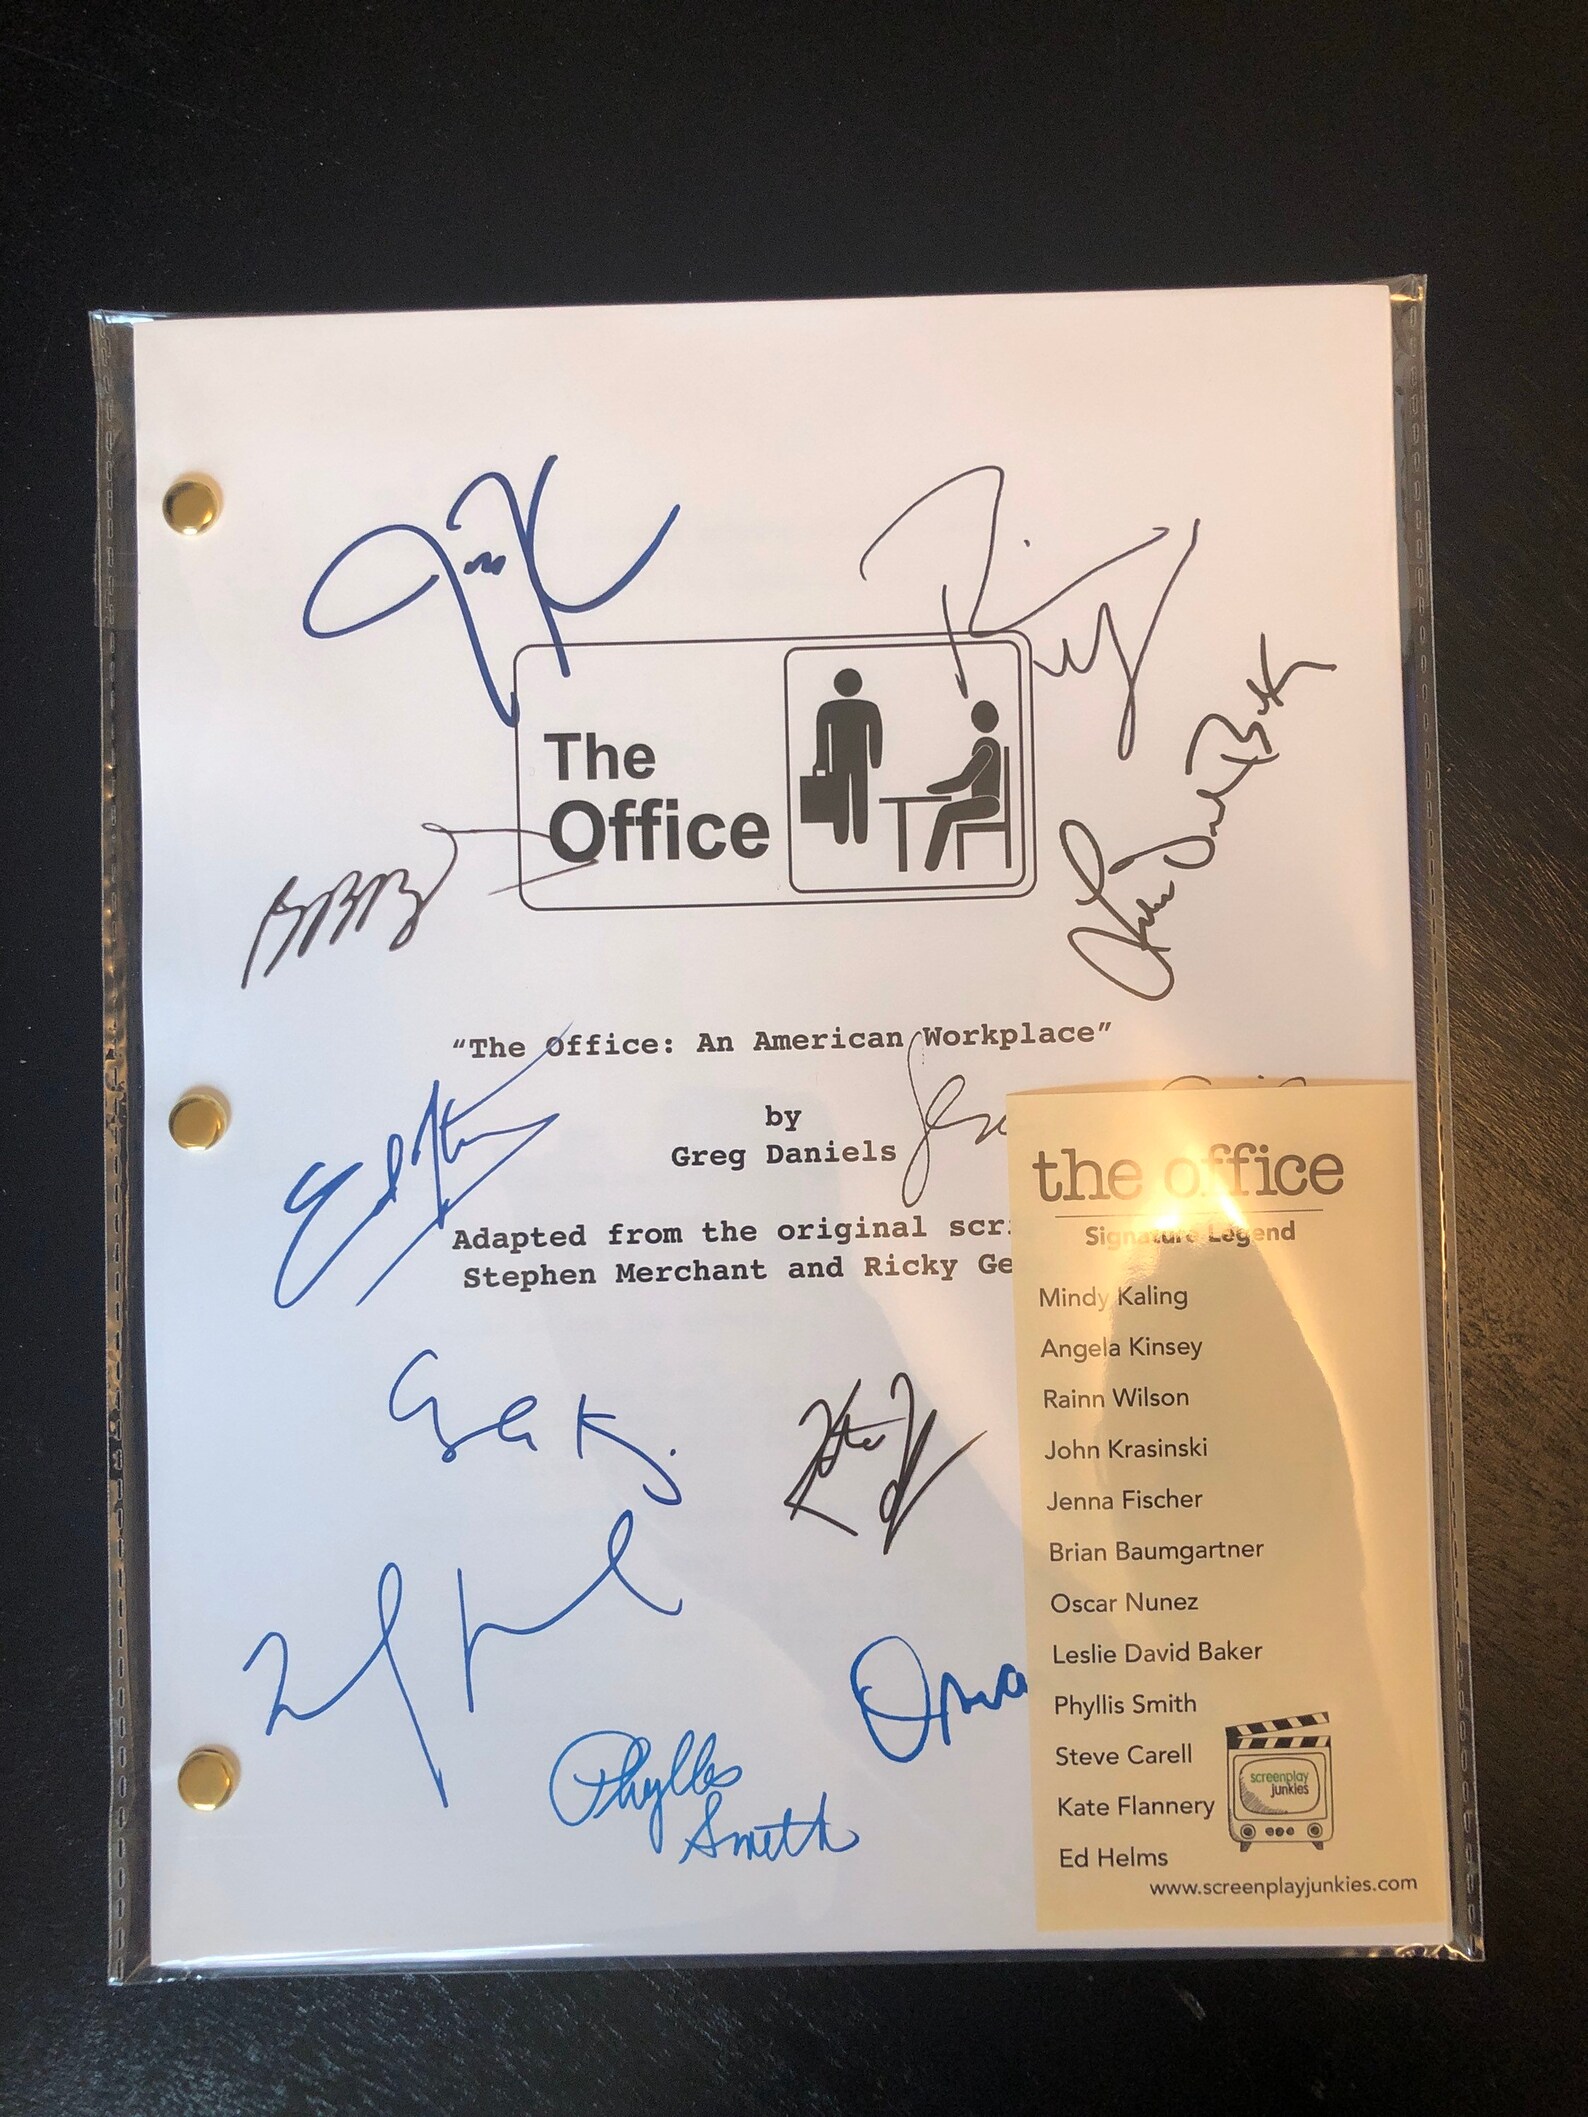 The
Office
"The Office: An American Workplace"
by
Greg Daniels
Adapted from the original scr
Stephen Merchant and Ricky Ge
Phyllis
Smith
the office
Signature Legend
Mindy Kaling
Angela Kinsey
Rainn Wilson
John Krasinski
Jenna Fischer
Brian Baumgartner
Oscar Nunez
Leslie David Baker
Phyllis Smith
Steve Carell
Kate Flannery
Ed Helms
screenplay
junkies
www.screenplayjunkies.com